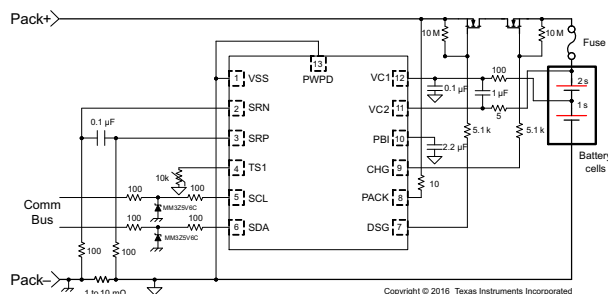 Pack+
10 M
10 M
Fuse
13
PWPD
1
VSS
VC1
12
100
0.1 µF
1 µF
2 s
1 s
2
SRN
VC2
11
5
0.1 µF
3
SRP
PBI
10
2.2 µF
5.1 k
5.1 k
Battery
cells
10k
4
TS1
CHG
9
Comm
Bus
100
100
MM3Z5V6C
5
SCL
PACK
8
10
100
100
MM3Z5V6C
6
SDA
DSG
7
100
100
Pack–
1 to 10 mΩ
Copyright © 2016 Texas Instruments Incorporated